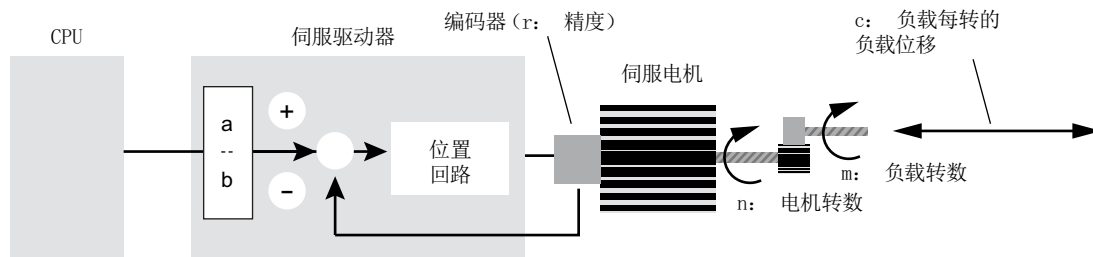 CPU
伺服驱动器
编码器（r： 精度）
伺服电机
c： 负载每转的
负载位移
a
--
b
+
−
位置
回路
m： 负载转数
n： 电机转数